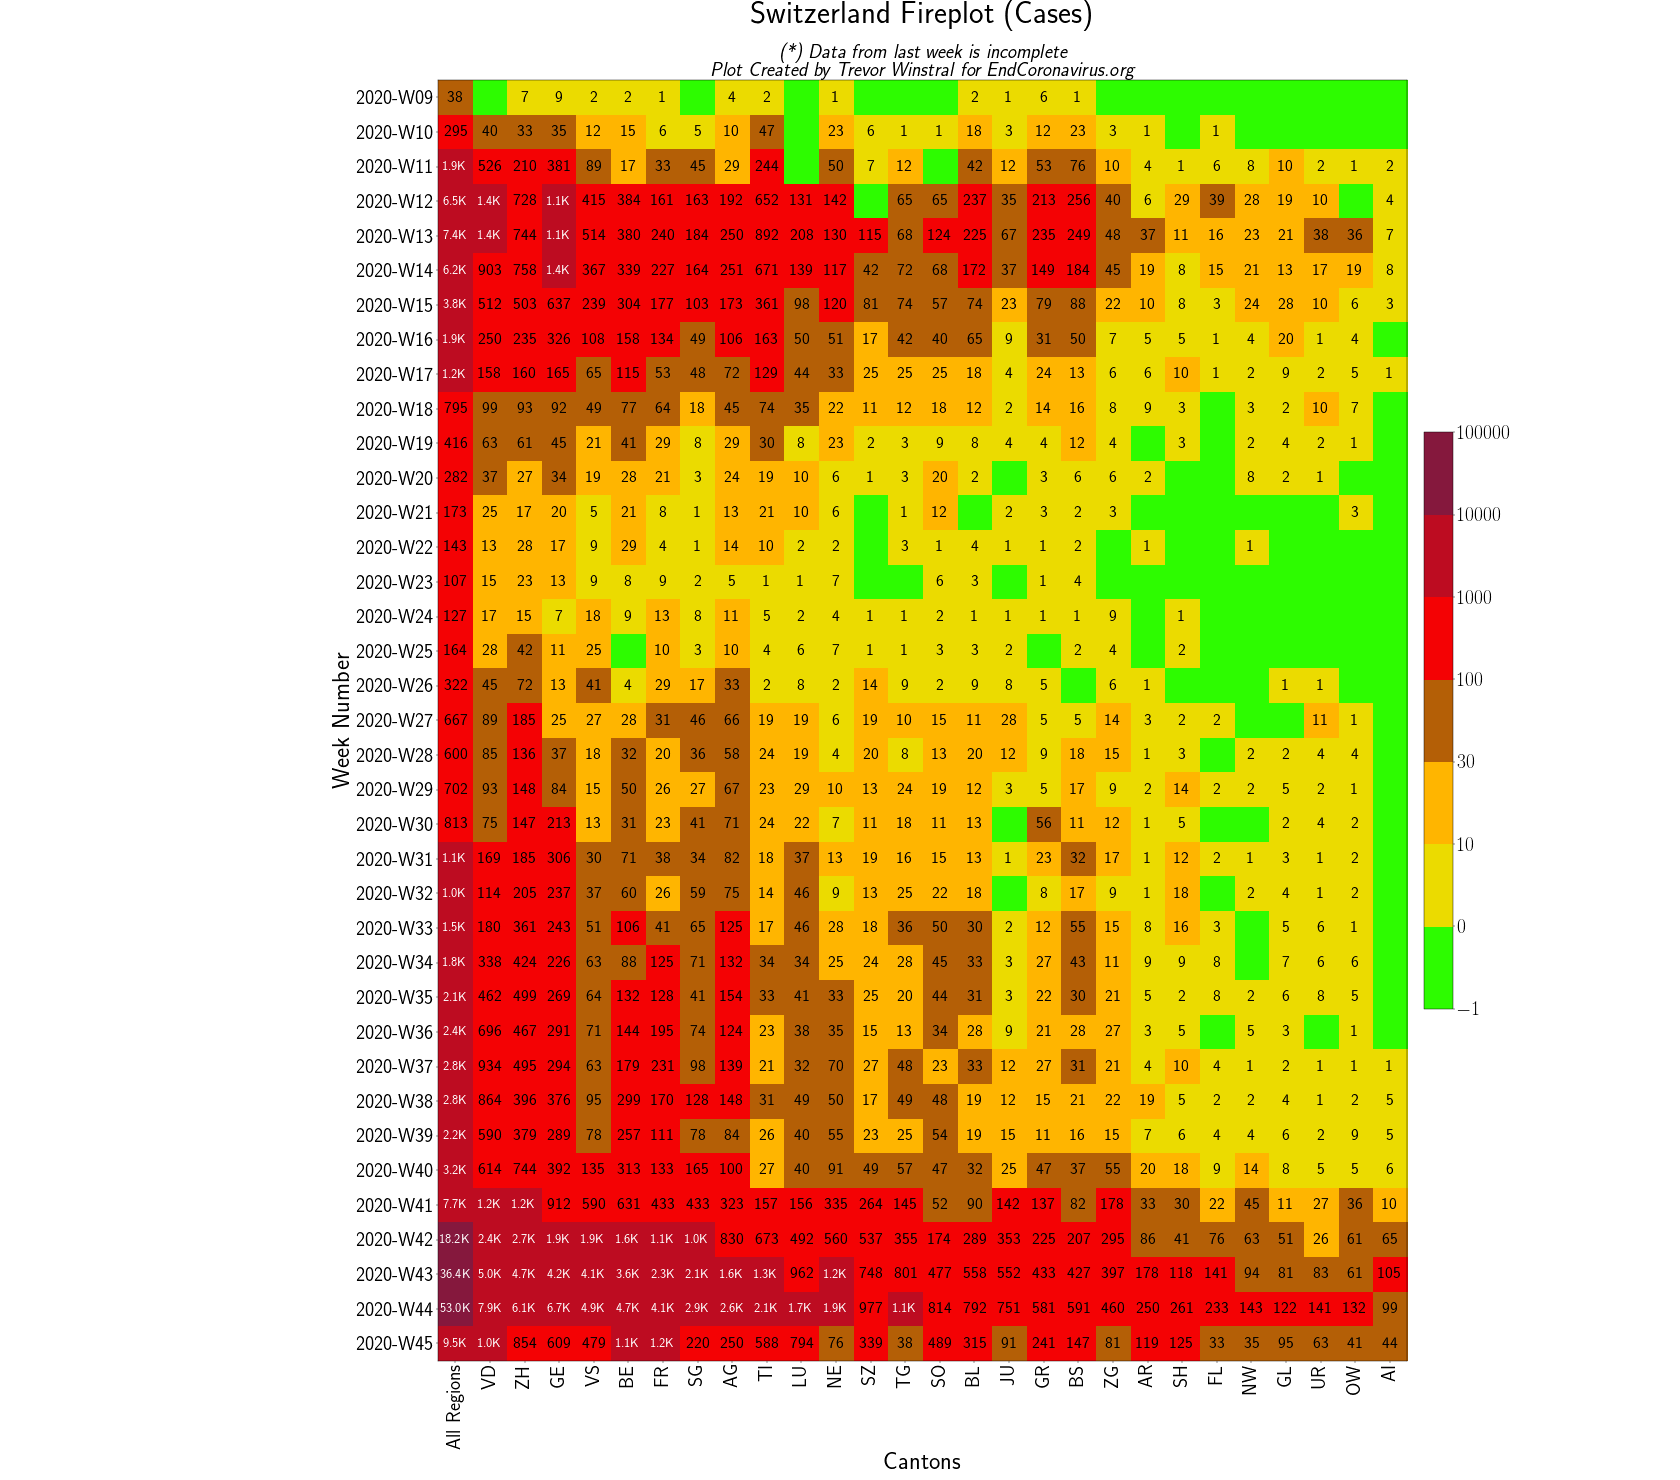 Switzerland Fireplot (Cases)
(*) Data from last week is incomplete
Plot Created by Trevor Winstral for EndCoronavirus.org
2020-W09 38 7 9 2 2 1 4 2 1 2 1 6 1
2020-W10 295 40 33 35 12 15 6 5 10 47 23 6 1 1 18 3 12 23 3 1 1
2020-W11 1.9K 526 210 381 89 17 33 45 29 244 50 7 12 42 12 53 76 10 4 1 6 8 10 2 1 2
2020-W12 6.5K 1.4K 728 1.1K 415 384 161 163 192 652 131 142 65 65 237 35 213 256 40 6 29 39 28 19 10 4
2020-W13 7.4K 1.4K 744 1.1K 514 380 240 184 250 892 208 130 115 68 124 225 67 235 249 48 37 11 16 23 21 38 36 7
2020-W14 6.2K 903 758 1.4K 367 339 227 164 251 671 139 117 42 72 68 172 37 149 184 45 19 8 15 21 13 17 19 8
2020-W15 3.8K 512 503 637 239 304 177 103 173 361 98 120 81 74 57 74 23 79 88 22 10 8 3 24 28 10 6 3
2020-W16 1.9K 250 235 326 108 158 134 49 106 163 50 51 17 42 40 65 9 31 50 7 5 5 1 4 20 1 4
2020-W17 1.2K 158 160 165 65 115 53 48 72 129 44 33 25 25 25 18 4 24 13 6 6 10 1 2 9 2 5 1
2020-W18 795 99 93 92 49 77 64 18 45 74 35 22 11 12 18 12 2 14 16 8 9 3 3 2 10 7
2020-W19 416 63 61 45 21 41 29 8 29 30 8 23 2 3 9 8 4 4 12 4 3 2 4 2 1
2020-W20 282 37 27 34 19 28 21 3 24 19 10 6 1 3 20 2 3 6 6 2 8 2 1
2020-W21 173 25 17 20 5 21 8 1 13 21 10 6 1 12 2 3 2 3 3
2020-W22 143 13 28 17 9 29 4 1 14 10 2 2 3 1 4 1 1 2 1 1
2020-W23 107 15 23 13 9 8 9 2 5 1 1 7 6 3 1 4
2020-W24 127 17 15 7 18 9 13 8 11 5 2 4 1 1 2 1 1 1 1 9 1
2020-W25 164 28 42 11 25 10 3 10 4 6 7 1 1 3 3 2 2 4 2
2020-W26 322 45 72 13 41 4 29 17 33 2 8 2 14 9 2 9 8 5 6 1 1 1
2020-W27 667 89 185 25 27 28 31 46 66 19 19 6 19 10 15 11 28 5 5 14 3 2 2 11 1
2020-W28 600 85 136 37 18 32 20 36 58 24 19 4 20 8 13 20 12 9 18 15 1 3 2 2 4 4
2020-W29 702 93 148 84 15 50 26 27 67 23 29 10 13 24 19 12 3 5 17 9 2 14 2 2 5 2 1
2020-W30 813 75 147 213 13 31 23 41 71 24 22 7 11 18 11 13 56 11 12 1 5 2 4 2
2020-W31 1.1K 169 185 306 30 71 38 34 82 18 37 13 19 16 15 13 1 23 32 17 1 12 2 1 3 1 2
2020-W32 1.0K 114 205 237 37 60 26 59 75 14 46 9 13 25 22 18 8 17 9 1 18 2 4 1 2
2020-W33 1.5K 180 361 243 51 106 41 65 125 17 46 28 18 36 50 30 2 12 55 15 8 16 3 5 6 1
2020-W34 1.8K 338 424 226 63 88 125 71 132 34 34 25 24 28 45 33 3 27 43 11 9 9 8 7 6 6
2020-W35 2.1K 462 499 269 64 132 128 41 154 33 41 33 25 20 44 31 3 22 30 21 5 2 8 2 6 8 5
2020-W36 2.4K 696 467 291 71 144 195 74 124 23 38 35 15 13 34 28 9 21 28 27 3 5 5 3 1
2020-W37 2.8K 934 495 294 63 179 231 98 139 21 32 70 27 48 23 33 12 27 31 21 4 10 4 1 2 1 1 1
2020-W38 2.8K 864 396 376 95 299 170 128 148 31 49 50 17 49 48 19 12 15 21 22 19 5 2 2 4 1 2 5
2020-W39 2.2K 590 379 289 78 257 111 78 84 26 40 55 23 25 54 19 15 11 16 15 7 6 4 4 6 2 9 5
2020-W40 3.2K 614 744 392 135 313 133 165 100 27 40 91 49 57 47 32 25 47 37 55 20 18 9 14 8 5 5 6
2020-W41 7.7K 1.2K 1.2K 912 590 631 433 433 323 157 156 335 264 145 52 90 142 137 82 178 33 30 22 45 11 27 36 10
2020-W42 18.2K 2.4K 2.7K 1.9K 1.9K 1.6K 1.1K 1.0K 830 673 492 560 537 355 174 289 353 225 207 295 86 41 76 63 51 26 61 65
2020-W43 36.4K 5.0K 4.7K 4.2K 4.1K 3.6K 2.3K 2.1K 1.6K 1.3K 962 1.2K 748 801 477 558 552 433 427 397 178 118 141 94 81 83 61 105
2020-W44 53.0K 7.9K 6.1K 6.7K 4.9K 4.7K 4.1K 2.9K 2.6K 2.1K 1.7K 1.9K 977 1.1K 814 792 751 581 591 460 250 261 233 143 122 141 132 99
2020-W45 9.5K 1.0K 854 609 479 1.1K 1.2K 220 250 588 794 76 339 38 489 315 91 241 147 81 119 125 33 35 95 63 41 44
All Regions VD ZH GE VS BE FR SG AG TI LU NE SZ TG SO BL JU GR BS ZG AR SH FL NW GL UR OW AI
Cantons
Week Number
100000
10000
1000
100
30
10
0
−1